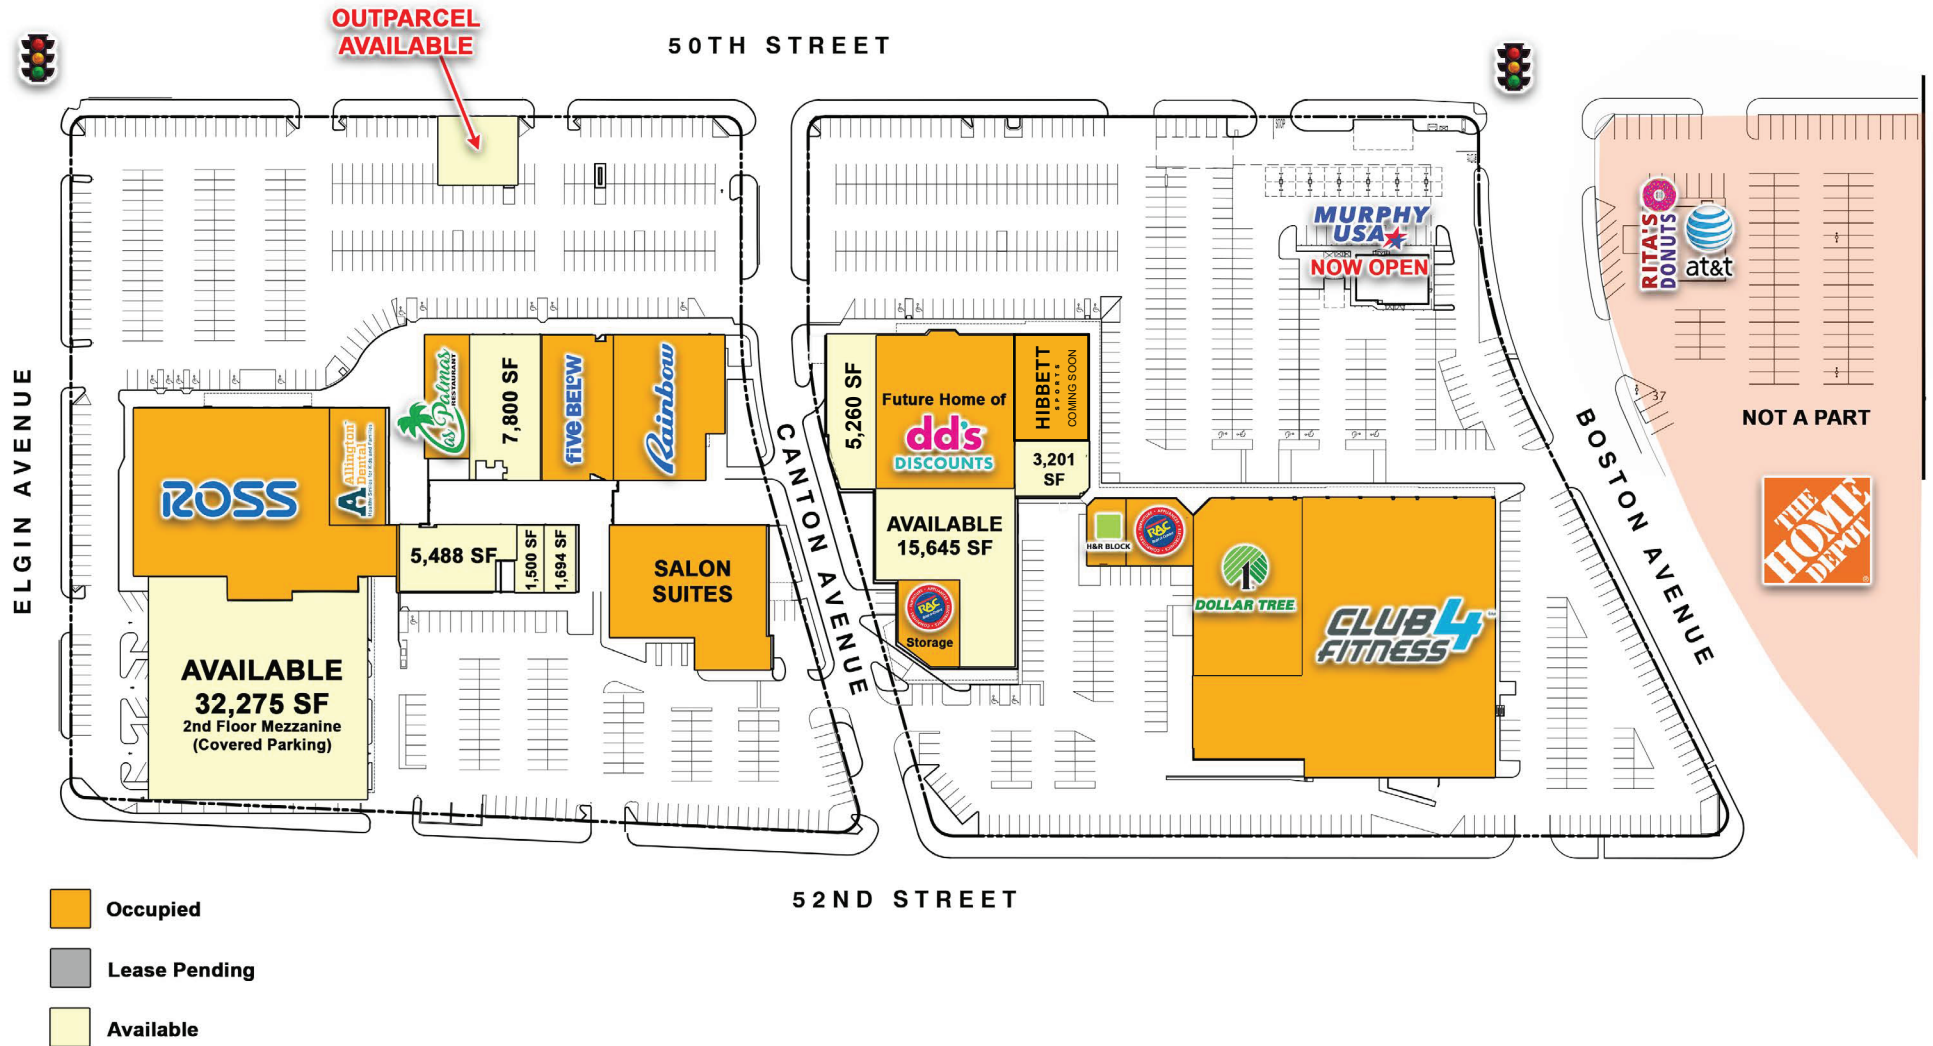 OUTPARCEL
AVAILABLE
50TH STREET
MURPHY
USA
NOW OPEN
RITA'S
DONUTS
at&t
37
NOT A PART
THE
HOME
DEPOT
ELGIN AVENUE
CANTON AVENUE
BOSTON AVENUE
Las Palmas
RESTAURANT
7,800 SF
five BELOW
Rainbow
ROSS
Allington
Dental
5,488 SF
1,500 SF
1,694 SF
SALON
SUITES
AVAILABLE
32,275 SF
2nd Floor Mezzanine
(Covered Parking)
5,260 SF
Future Home of
dd's
DISCOUNTS
HIBBETT
SPORTS
COMING SOON
3,201
SF
AVAILABLE
15,645 SF
RAC
Storage
H&R BLOCK
RAC
DOLLAR TREE
CLUB 4
FITNESS
52ND STREET
Occupied
Lease Pending
Available